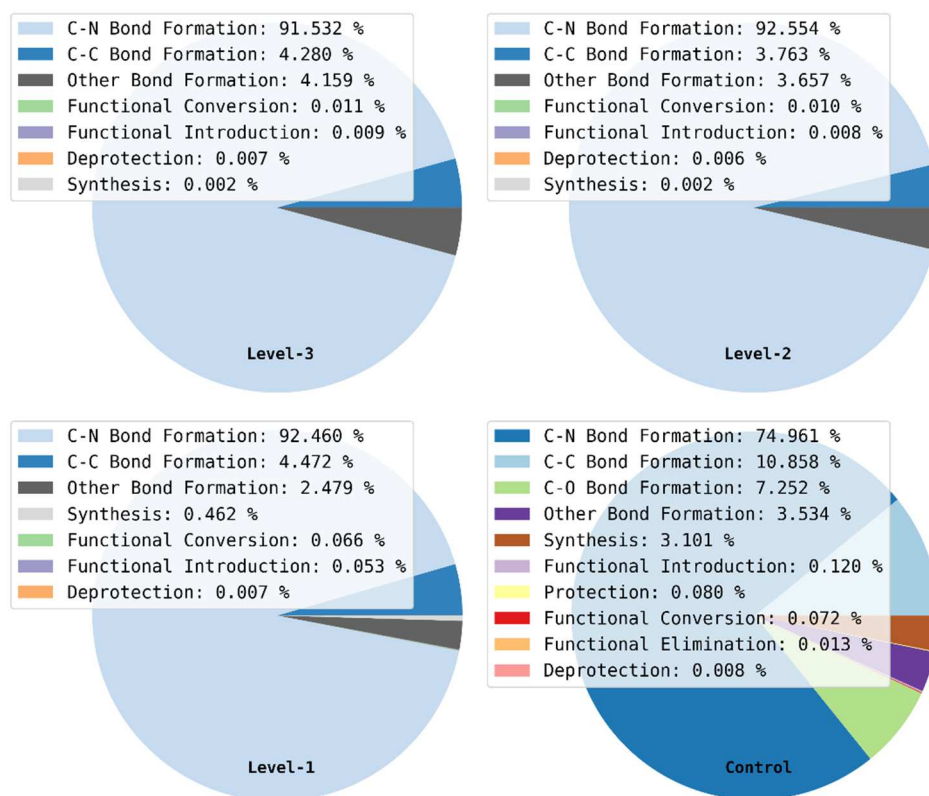 C-N Bond Formation: 91.532 %
C-C Bond Formation: 4.280 %
Other Bond Formation: 4.159 %
Functional Conversion: 0.011 %
Functional Introduction: 0.009 %
Deprotection: 0.007 %
Synthesis: 0.002 %
Level-3
C-N Bond Formation: 92.554 %
C-C Bond Formation: 3.763 %
Other Bond Formation: 3.657 %
Functional Conversion: 0.010 %
Functional Introduction: 0.008 %
Deprotection: 0.006 %
Synthesis: 0.002 %
Level-2
C-N Bond Formation: 92.460 %
C-C Bond Formation: 4.472 %
Other Bond Formation: 2.479 %
Synthesis: 0.462 %
Functional Conversion: 0.066 %
Functional Introduction: 0.053 %
Deprotection: 0.007 %
Level-1
C-N Bond Formation: 74.961 %
C-C Bond Formation: 10.858 %
C-O Bond Formation: 7.252 %
Other Bond Formation: 3.534 %
Synthesis: 3.101 %
Functional Introduction: 0.120 %
Protection: 0.080 %
Functional Conversion: 0.072 %
Functional Elimination: 0.013 %
Deprotection: 0.008 %
Control